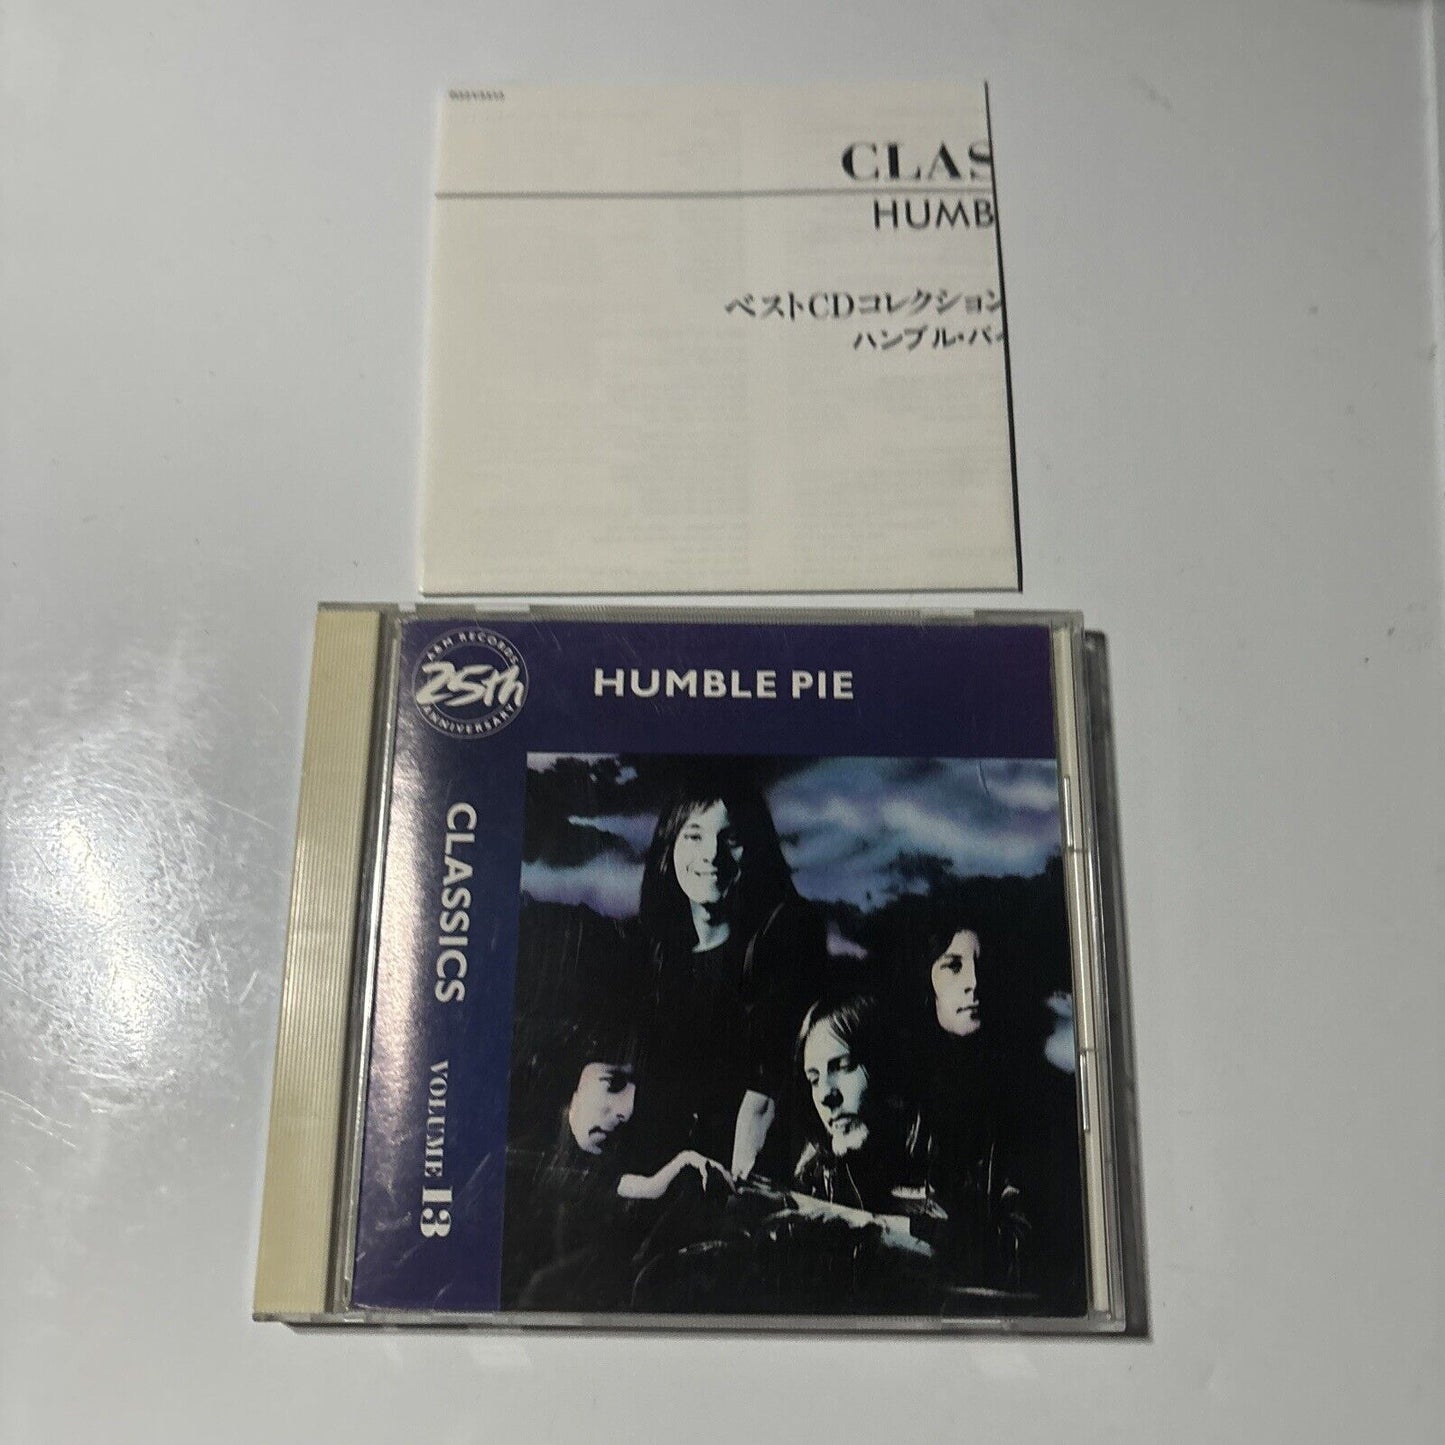 CLAS
HUMB
ベストCDコレクション
ハンブル・パイ
A&M RECORDS
25th
ANNIVERSARY
HUMBLE PIE
CLASSICS VOLUME 13